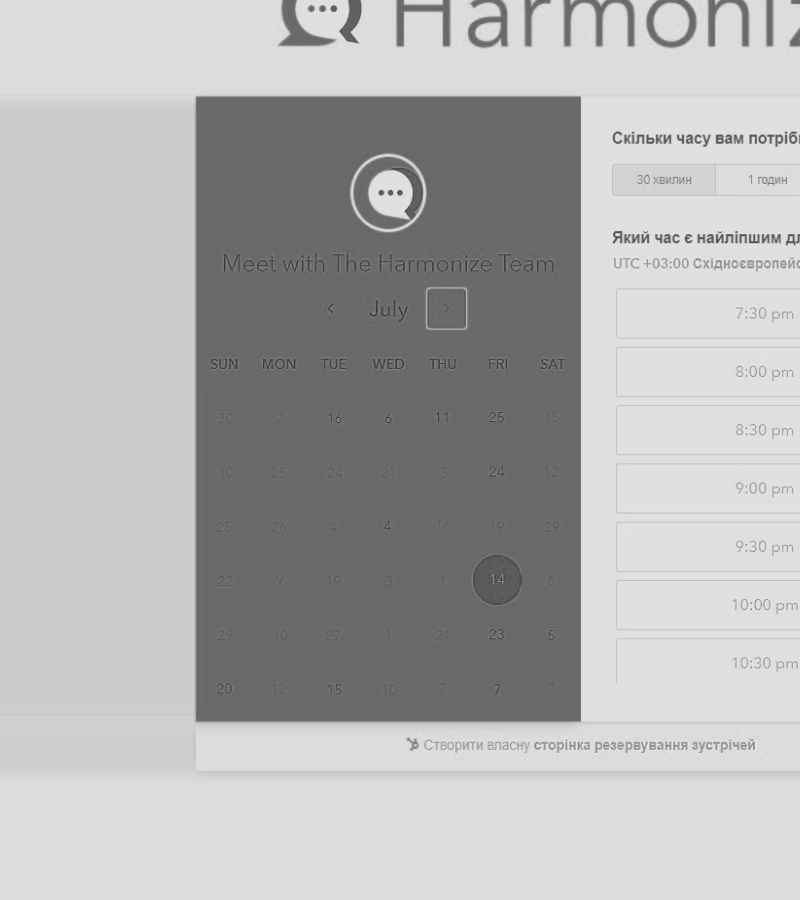 Harmoniz
Meet with The Harmonize Team
July
SUN MON TUE WED THU FRI SAT
30 2 16 6 11 25 15
10 25 24 21 3 24 12
25 26 4 4 16 19 29
22 9 19 3 1 14 6
29 10 27 1 21 23 5
20 12 15 10 7 7 7
Скільки часу вам потріб
30 хвилин 1 годин
Який час є найліпшим д
UTC +03:00 Східноєвропейс
7:30 pm
8:00 pm
8:30 pm
9:00 pm
9:30 pm
10:00 pm
10:30 pm
Створити власну сторінка резервування зустрічей